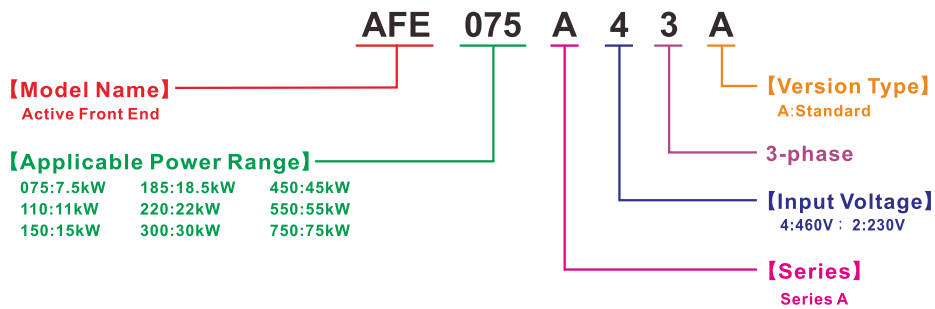 AFE 075 A 4 3 A
【Model Name】
Active Front End
【Applicable Power Range】
075:7.5kW 185:18.5kW 450:45kW
110:11kW 220:22kW 550:55kW
150:15kW 300:30kW 750:75kW
【Version Type】
A:Standard
3-phase
【Input Voltage】
4:460V ; 2:230V
【Series】
Series A